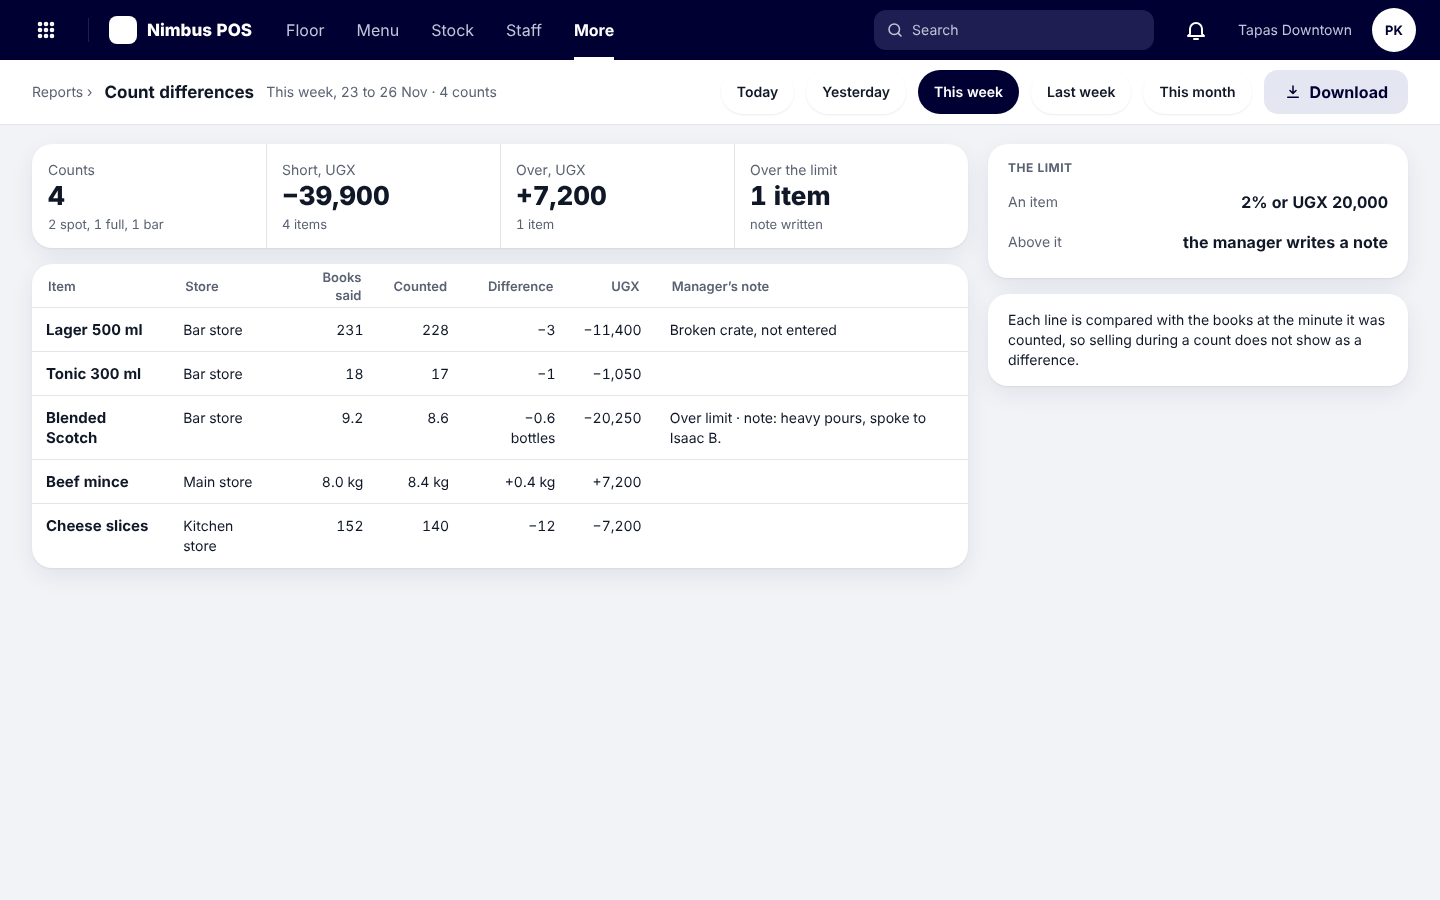 Nimbus POS Floor Menu Stock Staff More Search Tapas Downtown PK
Reports › Count differences This week, 23 to 26 Nov · 4 counts Today Yesterday This week Last week This month Download
Counts
4
2 spot, 1 full, 1 bar
Short, UGX
−39,900
4 items
Over, UGX
+7,200
1 item
Over the limit
1 item
note written
Item Store Books said Counted Difference UGX Manager’s note
Lager 500 ml Bar store 231 228 −3 −11,400 Broken crate, not entered
Tonic 300 ml Bar store 18 17 −1 −1,050
Blended Scotch Bar store 9.2 8.6 −0.6 bottles −20,250 Over limit · note: heavy pours, spoke to Isaac B.
Beef mince Main store 8.0 kg 8.4 kg +0.4 kg +7,200
Cheese slices Kitchen store 152 140 −12 −7,200
THE LIMIT
An item 2% or UGX 20,000
Above it the manager writes a note
Each line is compared with the books at the minute it was
counted, so selling during a count does not show as a
difference.